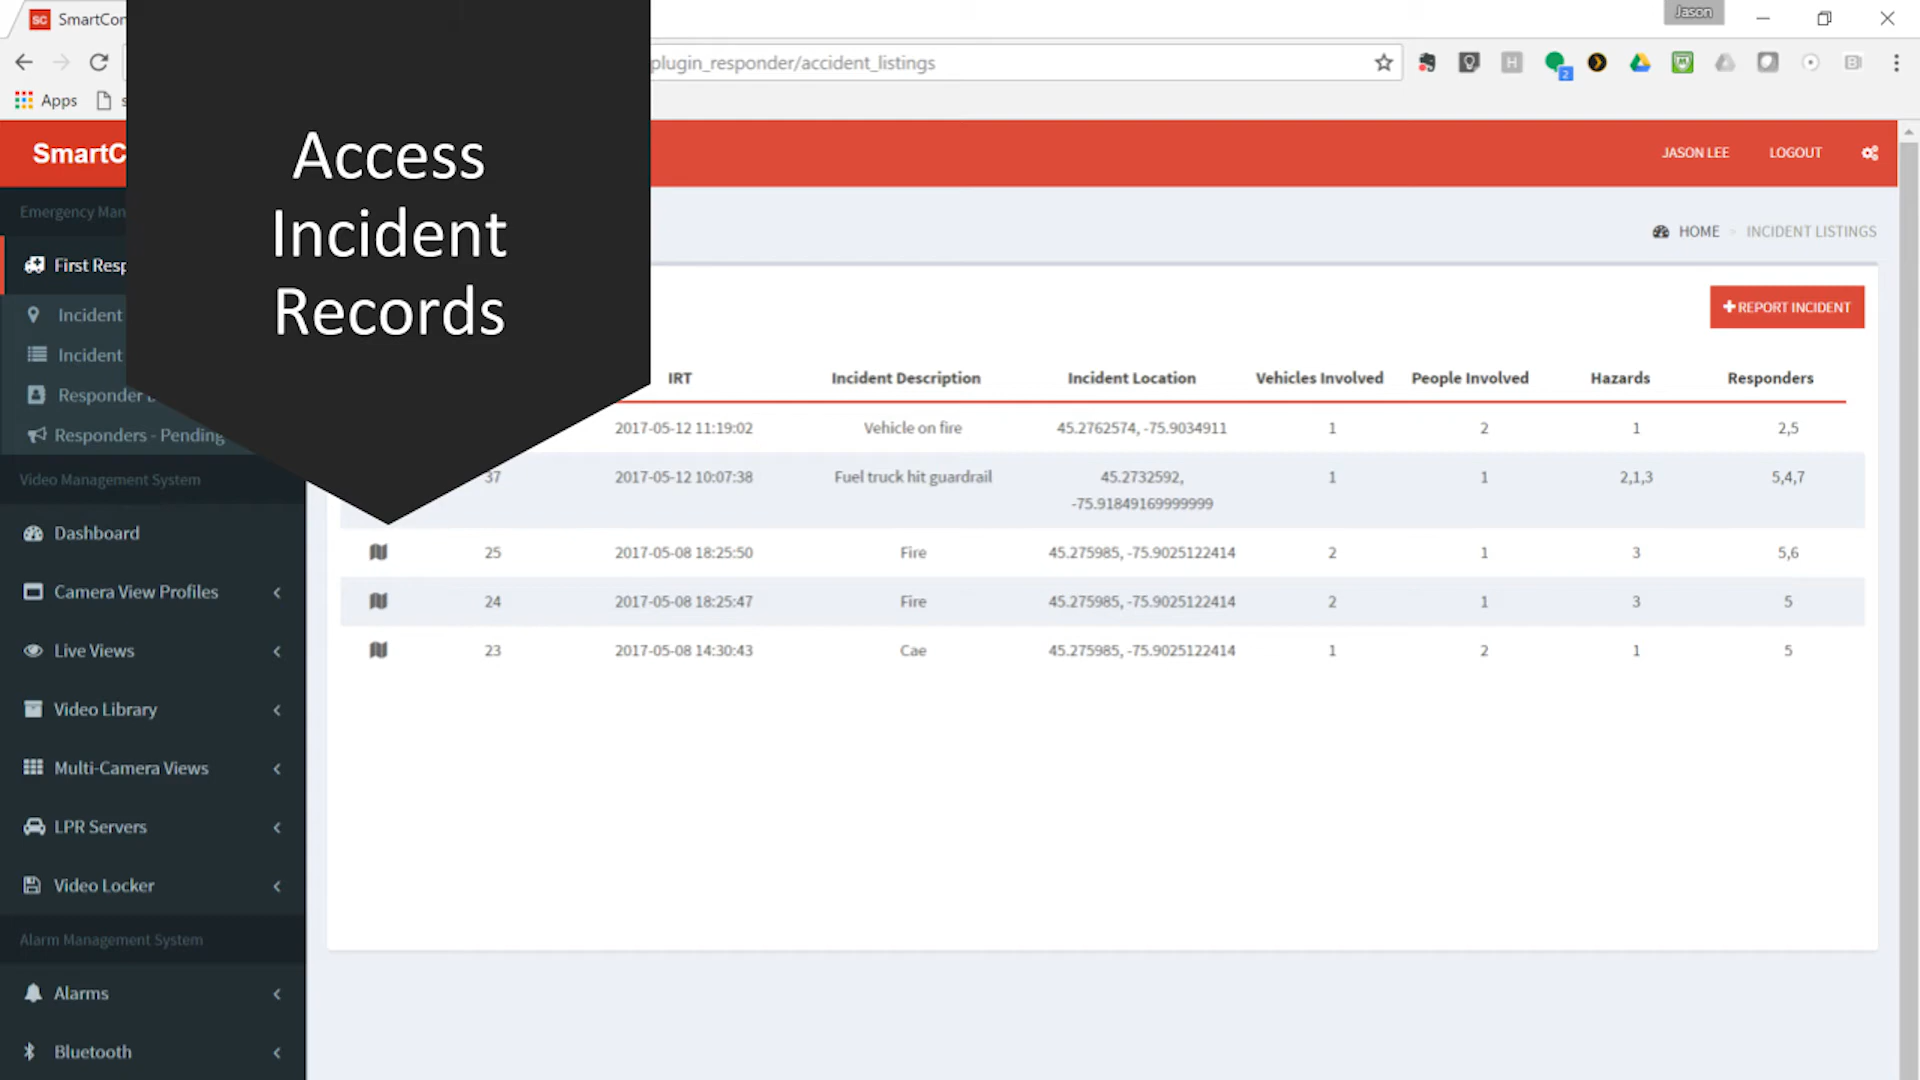 SmartCon
Jason
plugin_responder/accident_listings
2
Apps
Access
Incident
Records
SmartC
JASON LEE
LOGOUT
Emergency Man
HOME > INCIDENT LISTINGS
First Resp
Incident
Incident
Responder
Responders - Pending
REPORT INCIDENT
IRT Incident Description Incident Location Vehicles Involved People Involved Hazards Responders
2017-05-12 11:19:02 Vehicle on fire 45.2762574, -75.9034911 1 2 1 2,5
37 2017-05-12 10:07:38 Fuel truck hit guardrail 45.2732592, 1 1 2,1,3 5,4,7
-75.91849169999999
25 2017-05-08 18:25:50 Fire 45.275985, -75.9025122414 2 1 3 5,6
24 2017-05-08 18:25:47 Fire 45.275985, -75.9025122414 2 1 3 5
23 2017-05-08 14:30:43 Cae 45.275985, -75.9025122414 1 2 1 5
Video Management System
Dashboard
Camera View Profiles
Live Views
Video Library
Multi-Camera Views
LPR Servers
Video Locker
Alarm Management System
Alarms
Bluetooth